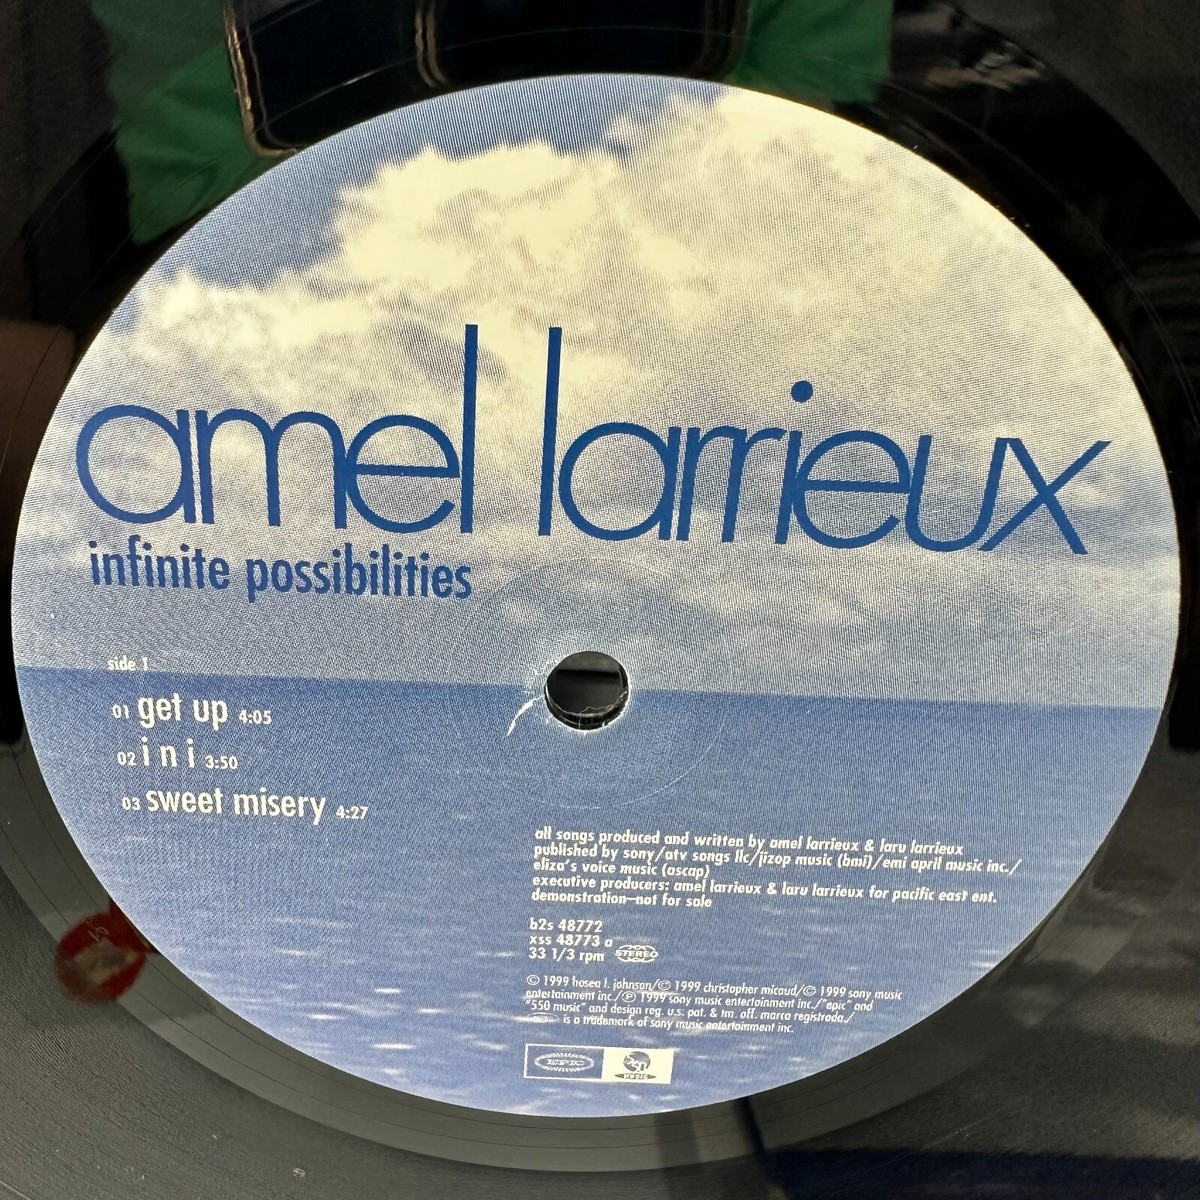 amel larrieux
infinite possibilities
side 1
01 get up 4:05
02 i n i 3:50
03 sweet misery 4:27
all songs produced and written by amel larrieux & laru larrieux
published by sony/atv songs llc/jizop music (bmi)/emi april music inc./
eliza's voice music (ascap)
executive producers: amel larrieux & laru larrieux for pacific east ent.
demonstration—not for sale
b2s 48772
xss 48773 a
33 1/3 rpm STEREO
© 1999 hosea l. johnson/© 1999 christopher micaud/© 1999 sony music
entertainment inc./℗ 1999 sony music entertainment inc./"epic" and
"550 music" and design reg. u.s. pat. & tm. off. marca registrada./
is a trademark of sony music entertainment inc.
EPIC 550 MUSIC